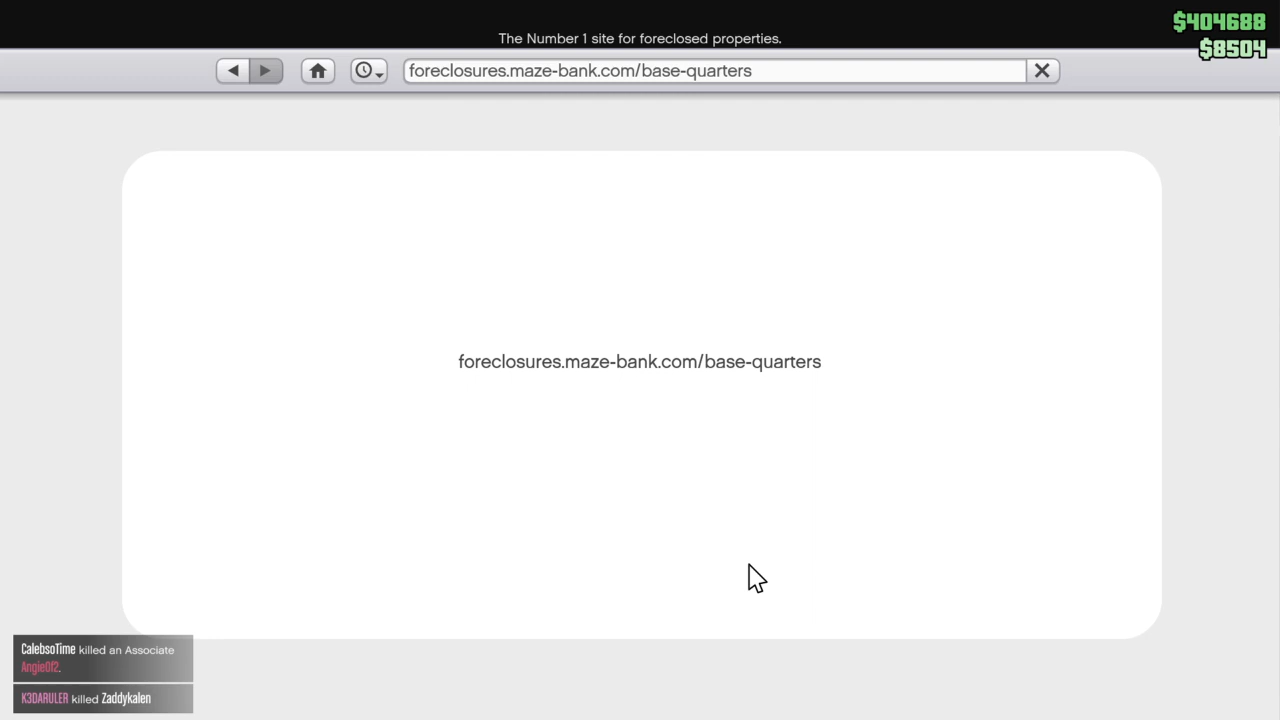 $404688
The Number 1 site for foreclosed properties.
$8504
foreclosures.maze-bank.com/base-quarters
foreclosures.maze-bank.com/base-quarters
CalebsoTime killed an Associate
AngieOf2.
K3DARULER killed Zaddykalen